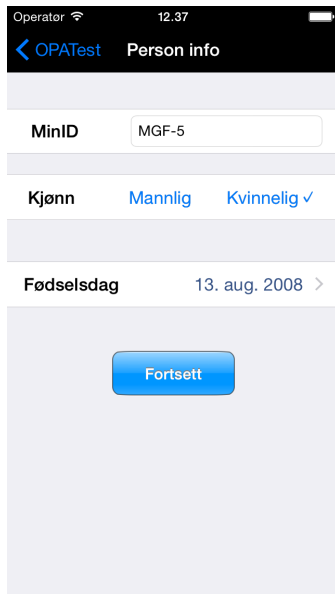 Operatør 12.37
OPATest Person info
MinID MGF-5
Kjønn Mannlig Kvinnelig ✓
Fødselsdag 13. aug. 2008
Fortsett